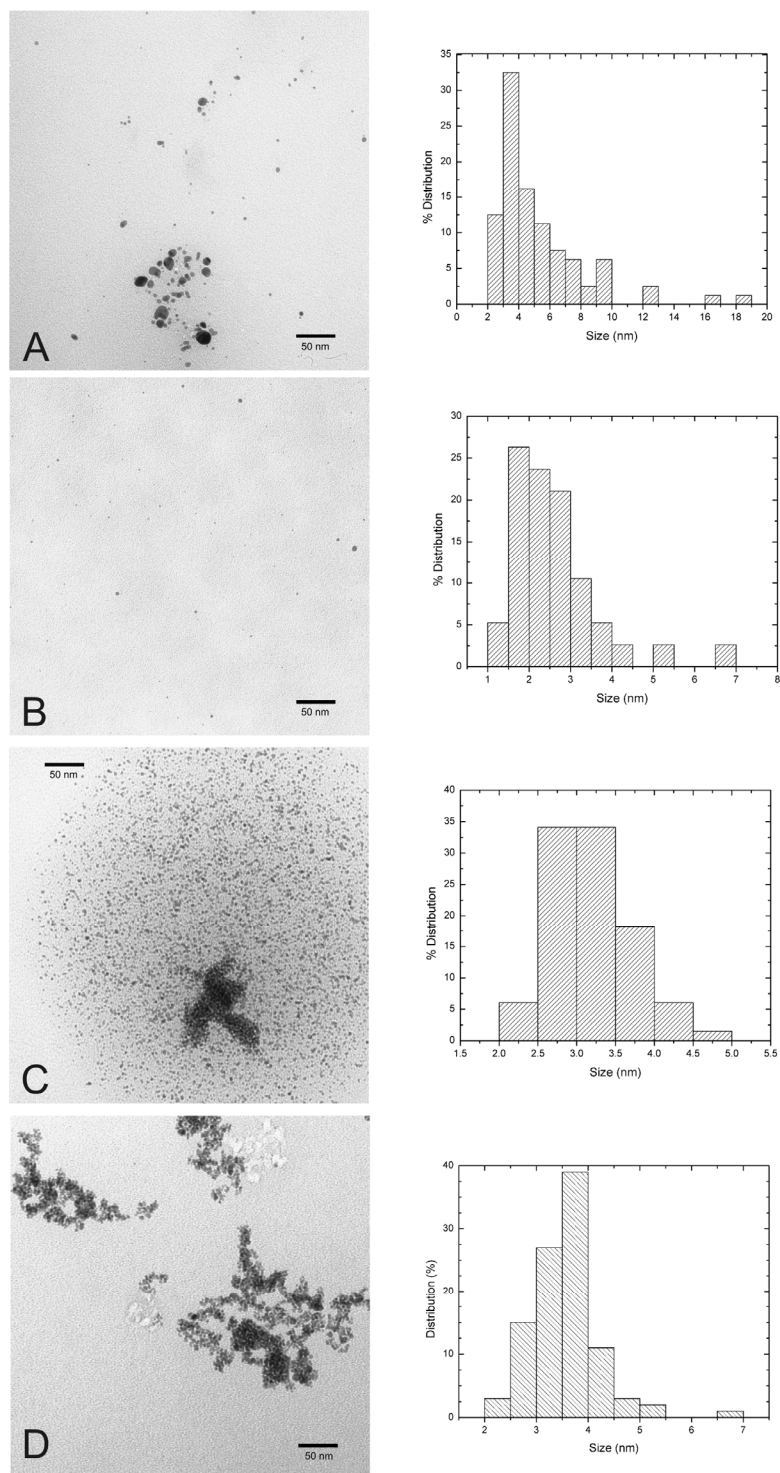 A
50 nm
% Distribution
35
30
25
20
15
10
5
0
0 2 4 6 8 10 12 14 16 18 20
Size (nm)
B
50 nm
% Distribution
30
25
20
15
10
5
0
1 2 3 4 5 6 7 8
Size (nm)
50 nm
C
% Distribution
40
35
30
25
20
15
10
5
0
1.5 2.0 2.5 3.0 3.5 4.0 4.5 5.0 5.5
Size (nm)
D
50 nm
Distribution (%)
40
30
20
10
0
2 3 4 5 6 7
Size (nm)